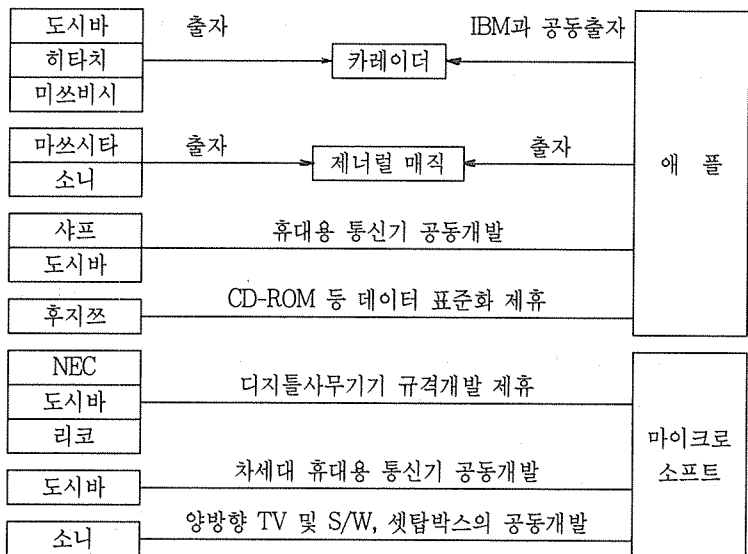 도시바 출자 IBM과 공동출자
히타치 카레이더
미쓰비시
마쓰시타 출자 출자
소니 제너럴 매직
애 플
샤프 휴대용 통신기 공동개발
도시바
후지쯔 CD-ROM 등 데이터 표준화 제휴
NEC
도시바 디지틀사무기기 규격개발 제휴
리코
마이크로
소프트
도시바 차세대 휴대용 통신기 공동개발
소니 양방향 TV 및 S/W, 셋탑박스의 공동개발